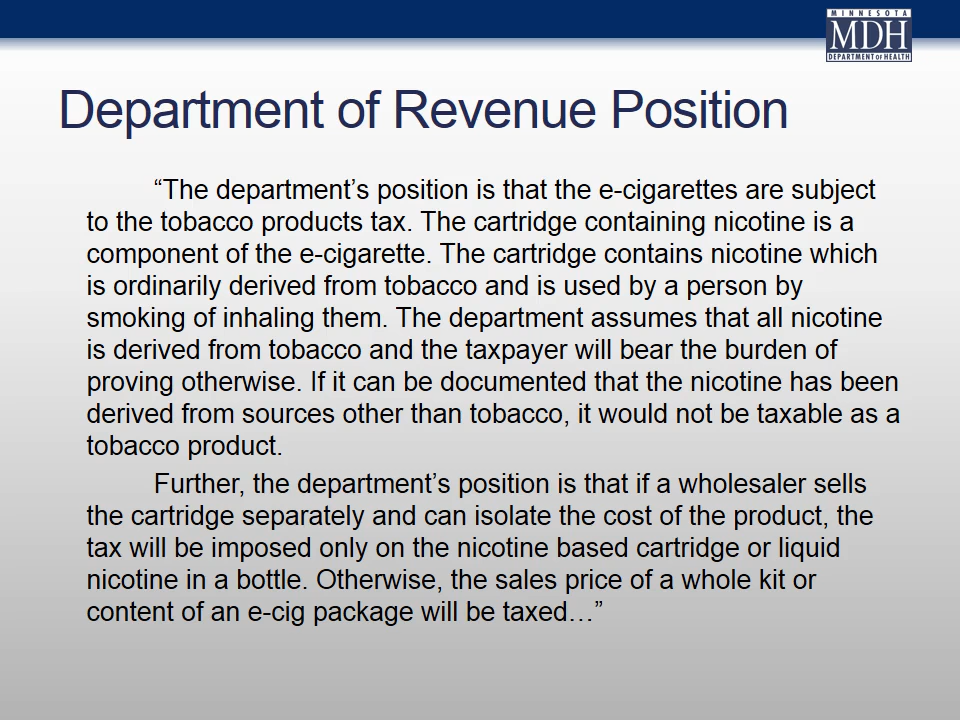 MINNESOTA
MDH
DEPARTMENT OF HEALTH
Department of Revenue Position
“The department’s position is that the e-cigarettes are subject
to the tobacco products tax. The cartridge containing nicotine is a
component of the e-cigarette. The cartridge contains nicotine which
is ordinarily derived from tobacco and is used by a person by
smoking of inhaling them. The department assumes that all nicotine
is derived from tobacco and the taxpayer will bear the burden of
proving otherwise. If it can be documented that the nicotine has been
derived from sources other than tobacco, it would not be taxable as a
tobacco product.
Further, the department’s position is that if a wholesaler sells
the cartridge separately and can isolate the cost of the product, the
tax will be imposed only on the nicotine based cartridge or liquid
nicotine in a bottle. Otherwise, the sales price of a whole kit or
content of an e-cig package will be taxed…”